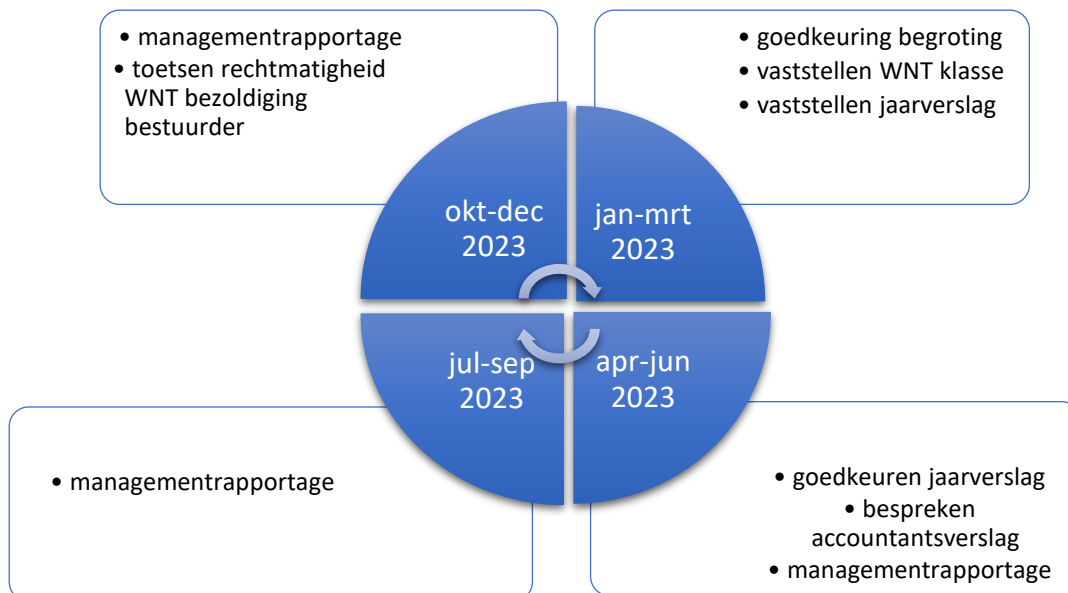 • managementrapportage
• toetsen rechtmatigheid
WNT bezoldiging
bestuurder
• goedkeuring begroting
• vaststellen WNT klasse
• vaststellen jaarverslag
okt-dec
2023
jan-mrt
2023
jul-sep
2023
apr-jun
2023
• managementrapportage
• goedkeuren jaarverslag
• bespreken
accountantsverslag
• managementrapportage